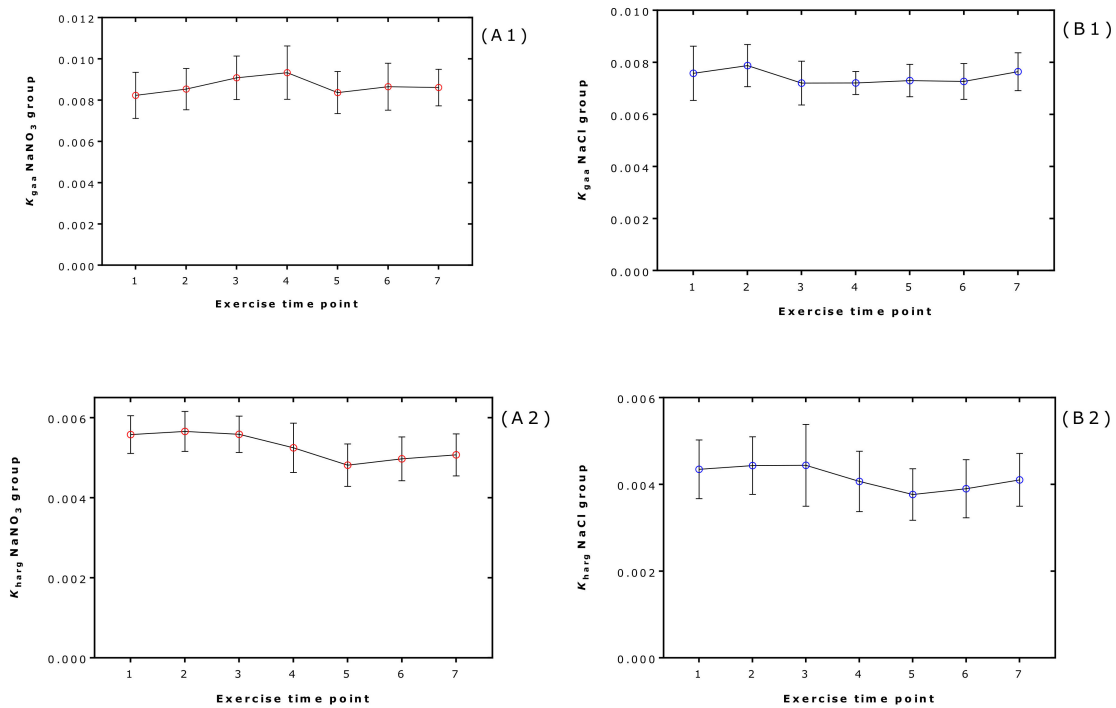 (A1)
K gaa NaNO3 group
0.012
0.010
0.008
0.006
0.004
0.002
0.000
1 2 3 4 5 6 7
Exercise time point
(B1)
K gaa NaCl group
0.010
0.008
0.006
0.004
0.002
0.000
1 2 3 4 5 6 7
Exercise time point
(A2)
K harg NaNO3 group
0.006
0.004
0.002
0.000
1 2 3 4 5 6 7
Exercise time point
(B2)
K harg NaCl group
0.006
0.004
0.002
0.000
1 2 3 4 5 6 7
Exercise time point